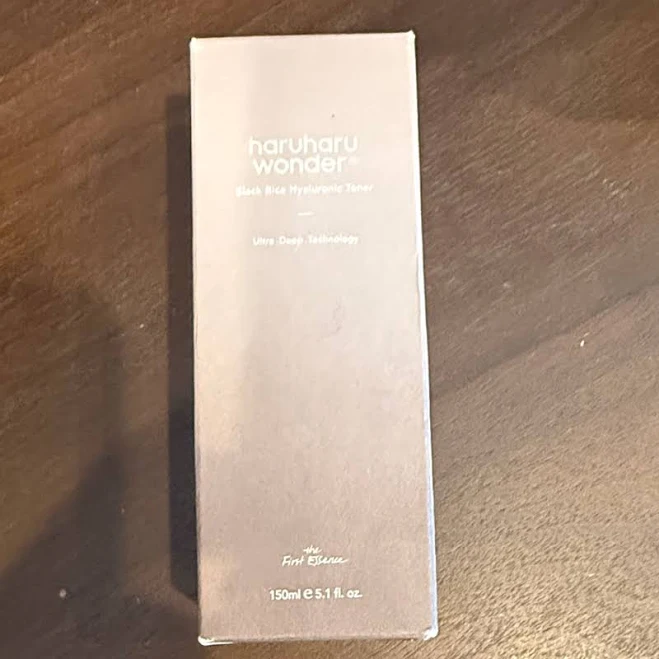 haruharu
wonder®
Black Rice Hyaluronic Toner
Ultra Deep Technology
the
First Essence
150ml e 5.1 fl. oz.